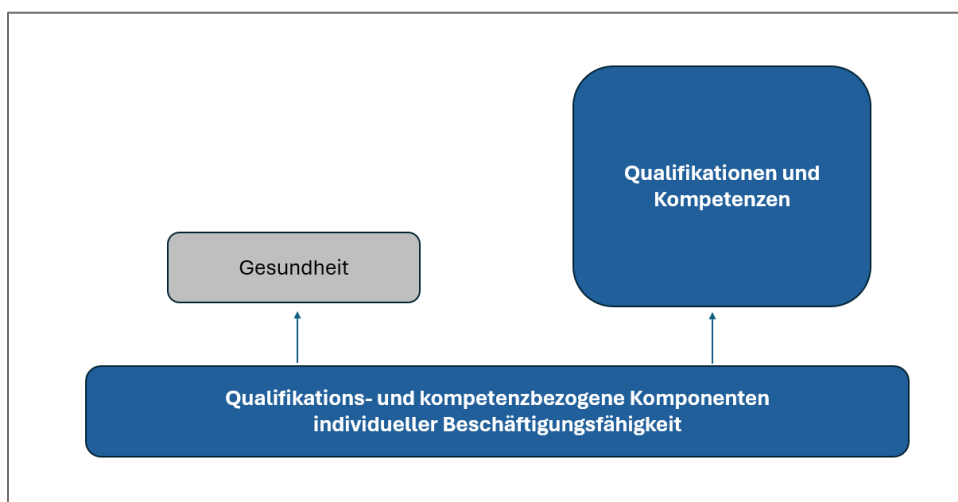 Qualifikationen und
Kompetenzen
Gesundheit
Qualifikations- und kompetenzbezogene Komponenten
individueller Beschäftigungsfähigkeit